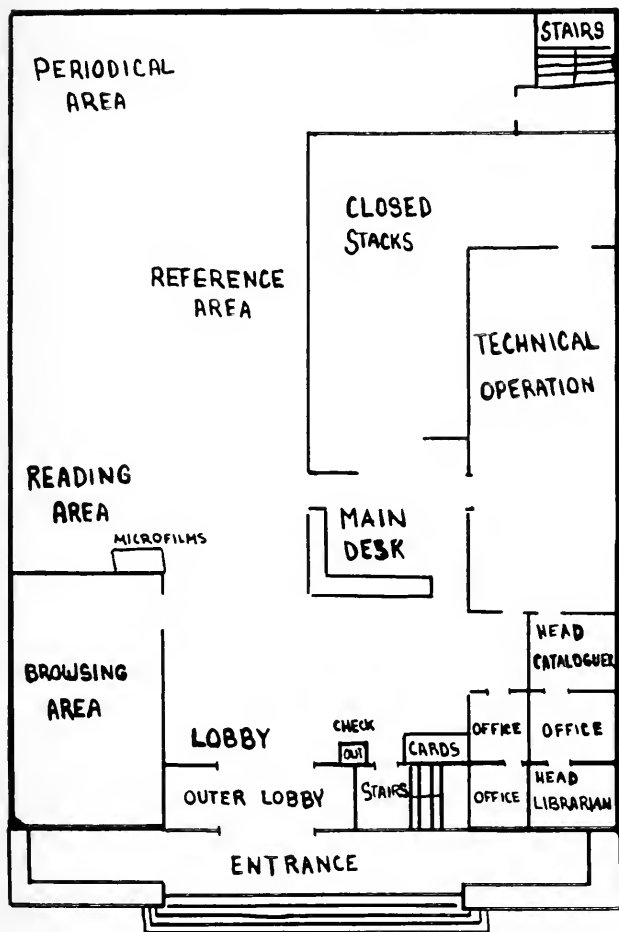 STAIRS
PERIODICAL
AREA
CLOSED
STACKS
REFERENCE
AREA
TECHNICAL
OPERATION
READING
AREA
MICROFILMS
MAIN
DESK
BROWSING
AREA
HEAD
CATALOGUER
LOBBY
CHECK
OUT
CARDS
OFFICE
OFFICE
OUTER LOBBY
STAIRS
OFFICE
HEAD
LIBRARIAN
ENTRANCE